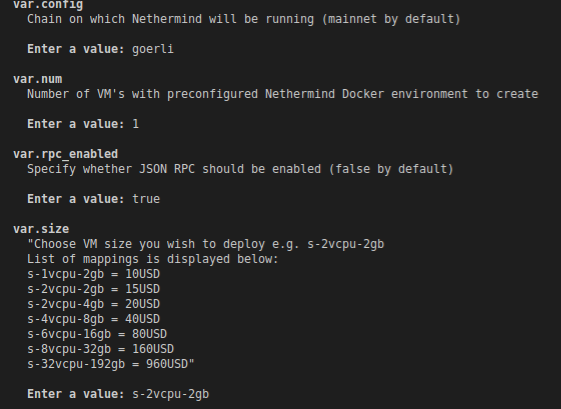 var.config
Chain on which Nethermind will be running (mainnet by default)
Enter a value: goerli
var.num
Number of VM's with preconfigured Nethermind Docker environment to create
Enter a value: 1
var.rpc_enabled
Specify whether JSON RPC should be enabled (false by default)
Enter a value: true
var.size
"Choose VM size you wish to deploy e.g. s-2vcpu-2gb
List of mappings is displayed below:
s-1vcpu-2gb = 10USD
s-2vcpu-2gb = 15USD
s-2vcpu-4gb = 20USD
s-4vcpu-8gb = 40USD
s-6vcpu-16gb = 80USD
s-8vcpu-32gb = 160USD
s-32vcpu-192gb = 960USD"
Enter a value: s-2vcpu-2gb